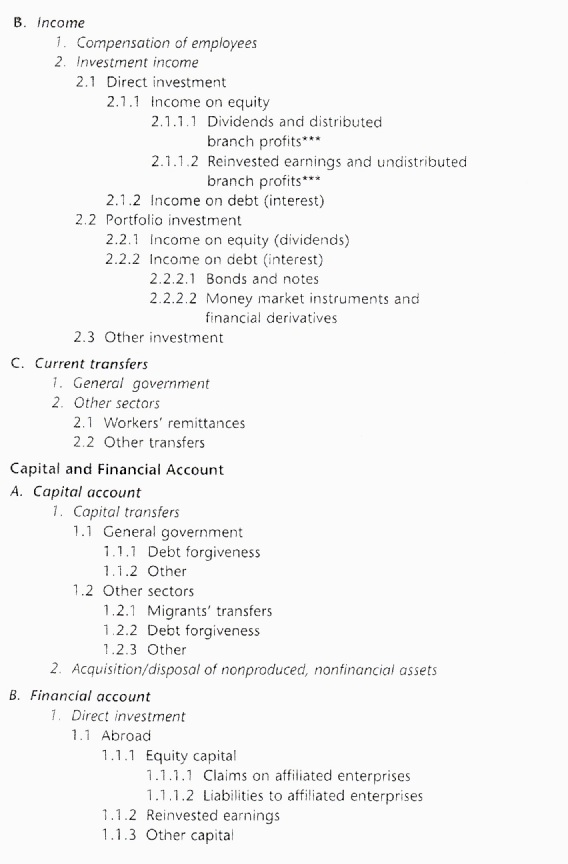 B. Income
1. Compensation of employees
2. Investment income
2.1 Direct investment
2.1.1 Income on equity
2.1.1.1 Dividends and distributed
branch profits***
2.1.1.2 Reinvested earnings and undistributed
branch profits***
2.1.2 Income on debt (interest)
2.2 Portfolio investment
2.2.1 Income on equity (dividends)
2.2.2 Income on debt (interest)
2.2.2.1 Bonds and notes
2.2.2.2 Money market instruments and
financial derivatives
2.3 Other investment
C. Current transfers
1. General government
2. Other sectors
2.1 Workers' remittances
2.2 Other transfers
Capital and Financial Account
A. Capital account
1. Capital transfers
1.1 General government
1.1.1 Debt forgiveness
1.1.2 Other
1.2 Other sectors
1.2.1 Migrants' transfers
1.2.2 Debt forgiveness
1.2.3 Other
2. Acquisition/disposal of nonproduced, nonfinancial assets
B. Financial account
1. Direct investment
1.1 Abroad
1.1.1 Equity capital
1.1.1.1 Claims on affiliated enterprises
1.1.1.2 Liabilities to affiliated enterprises
1.1.2 Reinvested earnings
1.1.3 Other capital